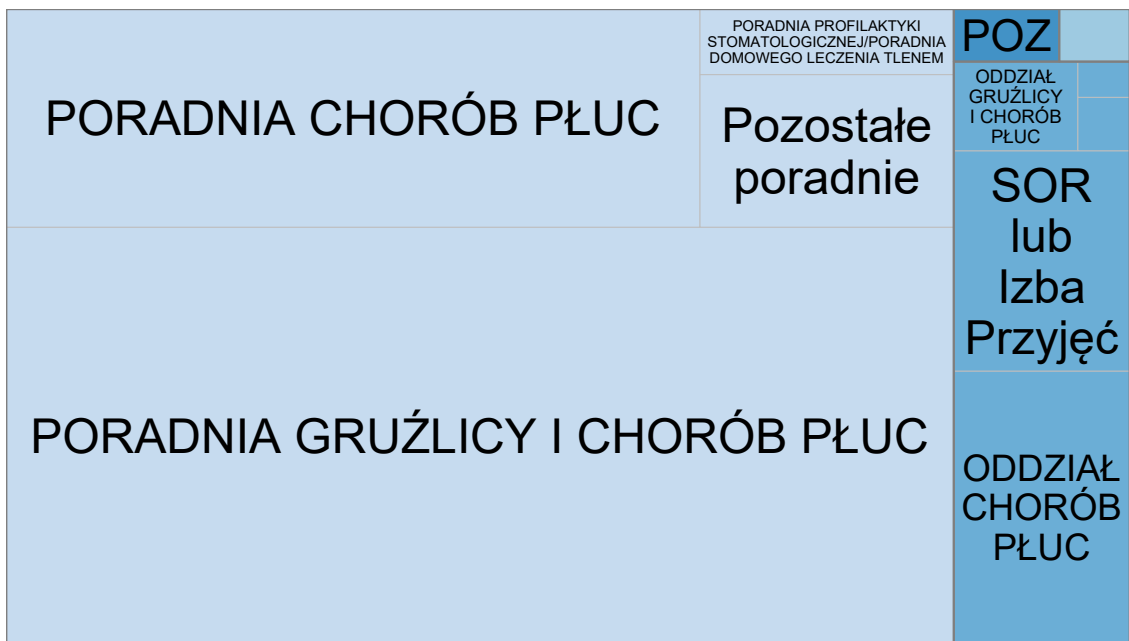 PORADNIA CHORÓB PŁUC
PORADNIA PROFILAKTYKI
STOMATOLOGICZNEJ/PORADNIA
DOMOWEGO LECZENIA TLENEM
Pozostałe
poradnie
PORADNIA GRUŹLICY I CHORÓB PŁUC
POZ
ODDZIAŁ
GRUŹLICY
I CHORÓB
PŁUC
SOR
lub
Izba
Przyjęć
ODDZIAŁ
CHORÓB
PŁUC